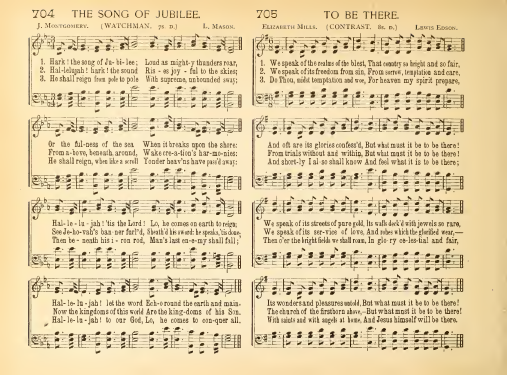 704 THE SONG OF JUBILEE.
J. MONTGOMERY. (WATCHMAN. 7s D.) L. MASON.
1. Hark! the song of Ju-bi-lee; Loud as might-y thunders roar,
2. Hal-lelujah! hark! the sound Ris-es joy-ful to the skies;
3. He shall reign from pole to pole With supreme, unbounded sway;
Or the ful-ness of the sea When it breaks upon the shore:
From a-bove, beneath, around, Wakes cre-a-tion's har-mo-nies:
He shall reign, when like a scroll Yonder heav'ns have pass'd away:
Hal-le-lu-jah! 'tis the Lord! Lo, he comes on earth to reign;
See Je-ho-vah's ban-ner furl'd, Sheath'd his sword: he speaks, 'tis done,
Then be-neath his i-ron rod, Man's last en-e-my shall fall;
Hal-le-lu-jah! let the word Ech-o round the earth and main.
Now the kingdoms of this world Are the king-doms of his Son.
Hal-le-lu-jah! to our God, Lo, he comes to con-quer all.
705 TO BE THERE.
ELIZABETH MILLS. (CONTRAST. 8s. D.) LEWIS EDSON.
1. We speak of the realms of the blest, That country so bright and so fair,
2. We speak of its freedom from sin, From sorrow, temptation and care,
3. Do Thou, midst temptation and woe, For heaven my spirit prepare,
And oft are its glories confess'd, But what must it be to be there!
From trials without and within, But what must it be to be there!
And short-ly I al-so shall know And feel what it is to be there;
We speak of its streets of pure gold, Its walls deck'd with jewels so rare,
We speak of its ser-vice of love, And robes which the glorified wear,—
Then o'er the bright fields we shall roam, In glo-ry ce-les-tial and fair,
Its wonders and pleasures untold, But what must it be to be there!
The church of the firstborn above,—But what must it be to be there!
With saints and with angels at home, And Jesus himself will be there.